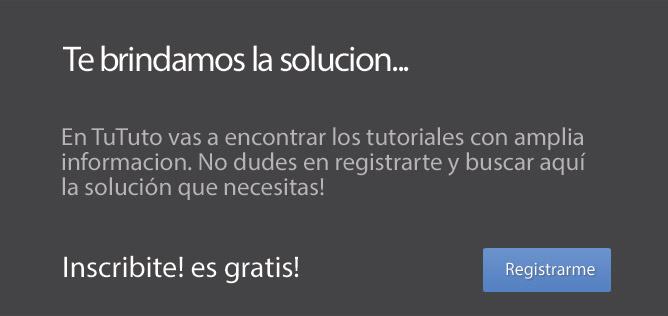 Te brindamos la solucion...
En TuTuto vas a encontrar los tutoriales con amplia
informacion. No dudes en registrarte y buscar aquí
la solución que necesitas!
Inscribite! es gratis!
Registrarme